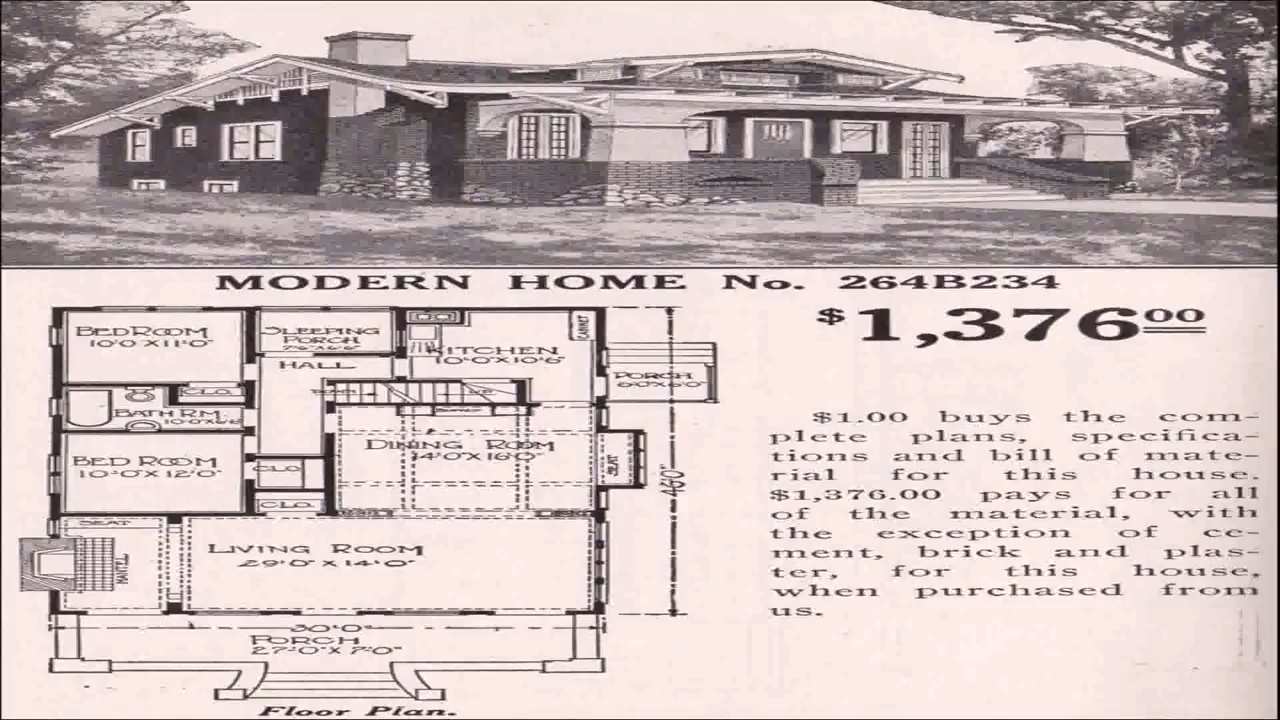 MODERN HOME No. 264B234
$1,376 00
$1.00 buys the com-
plete plans, specifica-
tions and bill of mate-
rial for this house.
$1,376.00 pays for all
of the material, with
the exception of ce-
ment, brick and plas-
ter, for this house,
when purchased from
us.
BED ROOM
10'0" X 11'0"
SLEEPING
PORCH
KITCHEN
10'0" X 10'6"
HALL
PORCH
CLO.
BATH RM.
DINING ROOM
14'0" X 16'0"
SEAT
BED ROOM
10'0" X 12'0"
CLO.
CLO.
46'0"
SEAT
MANTEL
LIVING ROOM
29'0" X 14'0"
30'0"
PORCH
27'0" X 7'0"
Floor Plan.